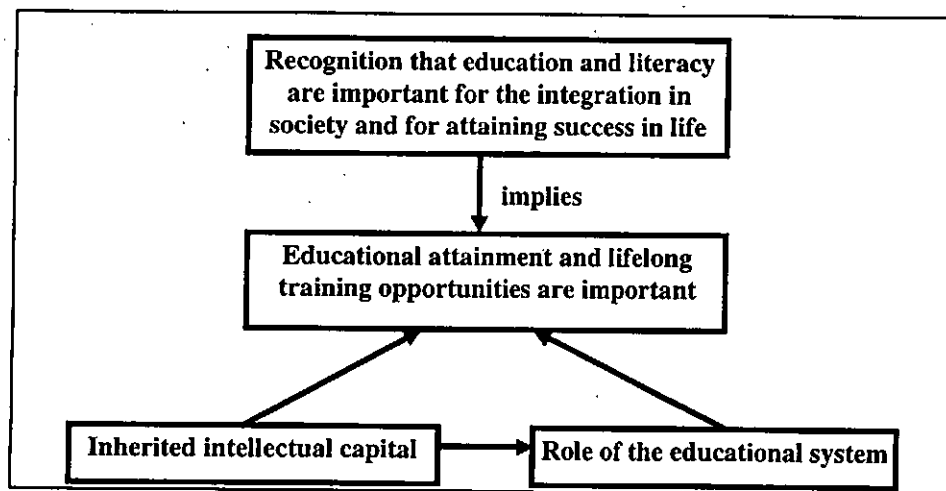 Recognition that education and literacy
are important for the integration in
society and for attaining success in life
implies
Educational attainment and lifelong
training opportunities are important
Inherited intellectual capital
Role of the educational system